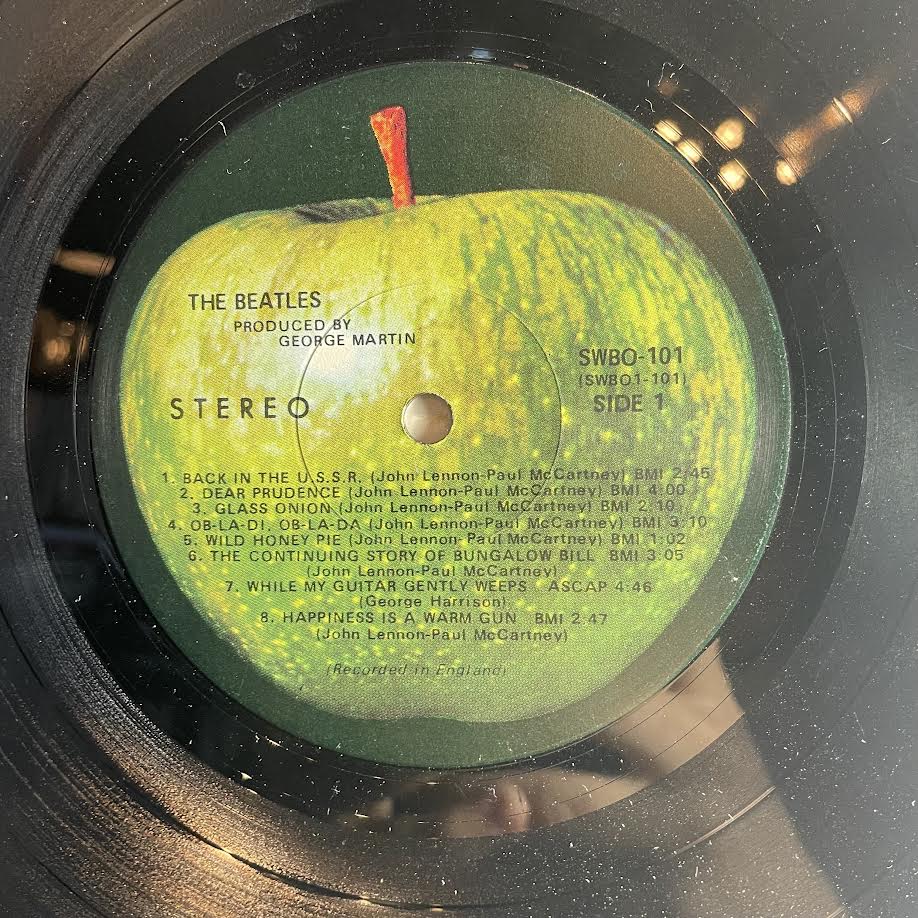 THE BEATLES
PRODUCED BY
GEORGE MARTIN
STEREO
SWBO-101
(SWBO1-101)
SIDE 1
1. BACK IN THE U.S.S.R. (John Lennon-Paul McCartney) BMI 2:45
2. DEAR PRUDENCE (John Lennon-Paul McCartney) BMI 4:00
3. GLASS ONION (John Lennon-Paul McCartney) BMI 2:10
4. OB-LA-DI, OB-LA-DA (John Lennon-Paul McCartney) BMI 3:10
5. WILD HONEY PIE (John Lennon-Paul McCartney) BMI 1:02
6. THE CONTINUING STORY OF BUNGALOW BILL BMI 3:05
(John Lennon-Paul McCartney)
7. WHILE MY GUITAR GENTLY WEEPS ASCAP 4:46
(George Harrison)
8. HAPPINESS IS A WARM GUN BMI 2:47
(John Lennon-Paul McCartney)
(Recorded in England)